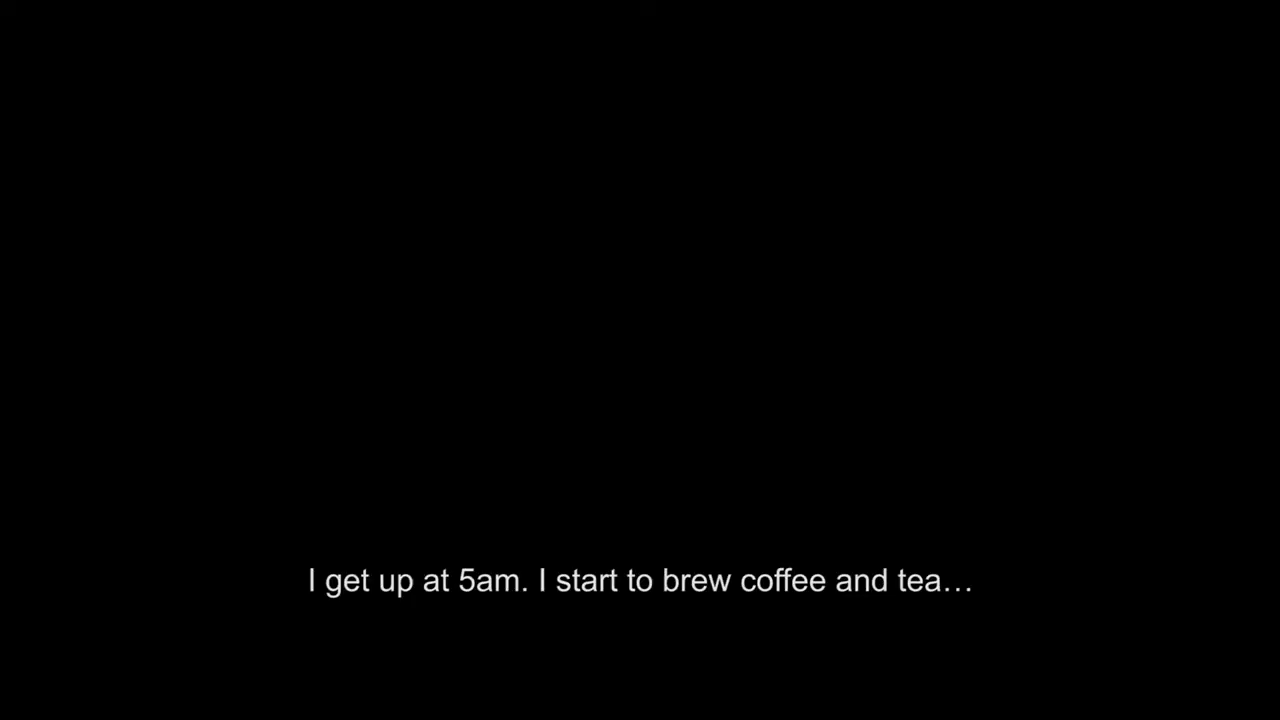 I get up at 5am. I start to brew coffee and tea…